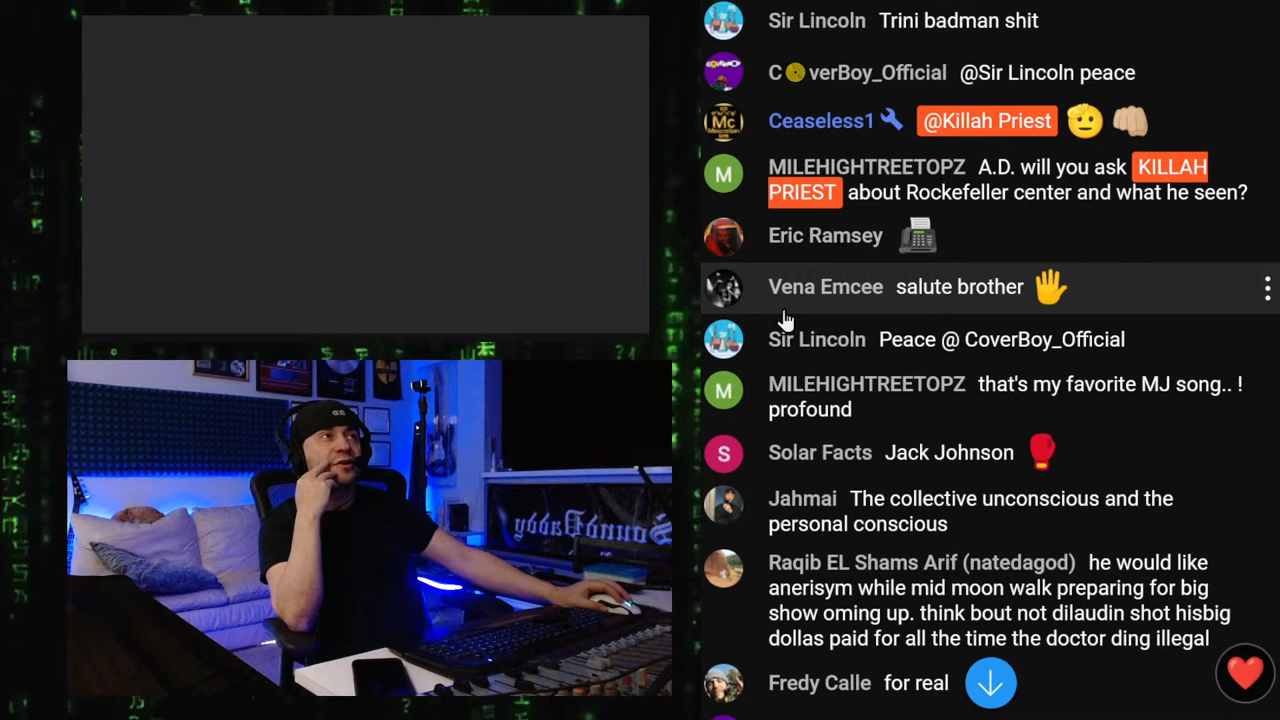 Sir Lincoln Trini badman shit
C verBoy_Official @Sir Lincoln peace
Mc
Ceaseless1 @Killah Priest
M
MILEHIGHTREETOPZ A.D. will you ask KILLAH
PRIEST about Rockefeller center and what he seen?
Eric Ramsey
Vena Emcee salute brother
Sir Lincoln Peace @ CoverBoy_Official
M
MILEHIGHTREETOPZ that's my favorite MJ song.. !
profound
S
Solar Facts Jack Johnson
Jahmai The collective unconscious and the
personal conscious
Raqib EL Shams Arif (natedagod) he would like
anerisym while mid moon walk preparing for big
show oming up. think bout not dilaudin shot hisbig
dollas paid for all the time the doctor ding illegal
Fredy Calle for real
SoundDaddy